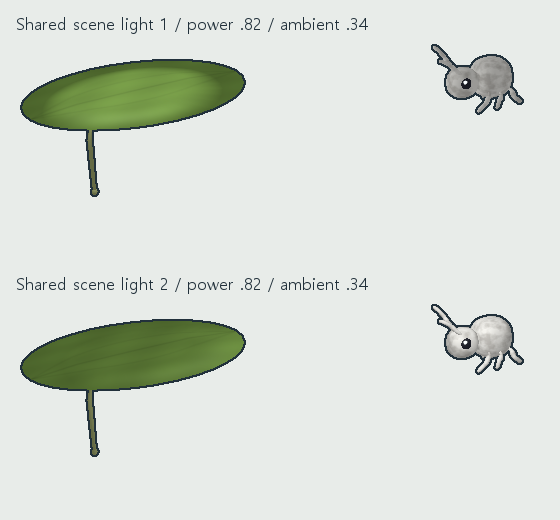 Shared scene light 1 / power .82 / ambient .34
Shared scene light 2 / power .82 / ambient .34